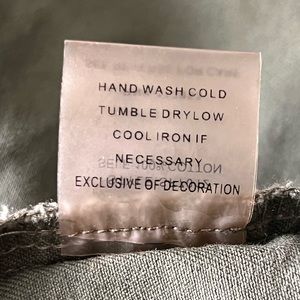 HAND WASH COLD
TUMBLE DRYLOW
COOL IRON IF
NECESSARY
EXCLUSIVE OF DECORATION